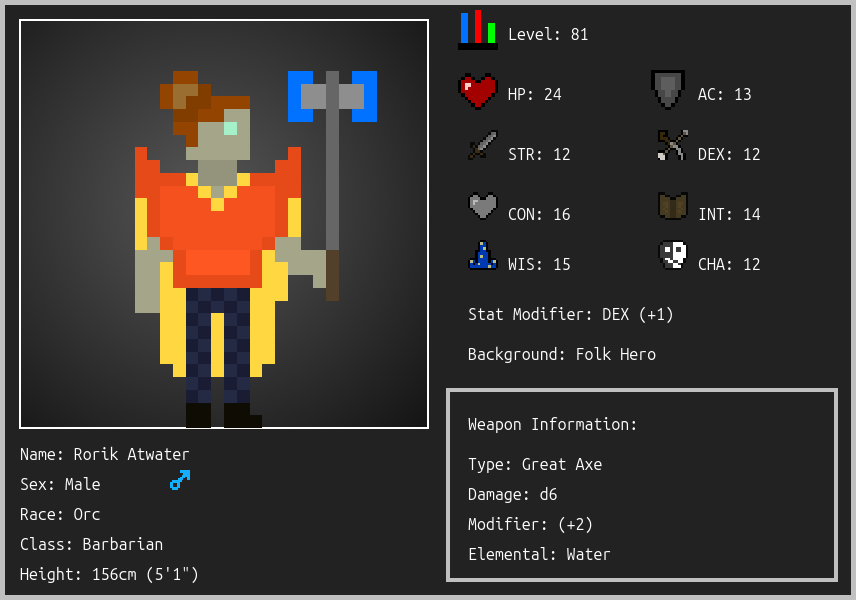 Level: 81
HP: 24
AC: 13
STR: 12
DEX: 12
CON: 16
INT: 14
WIS: 15
CHA: 12
Stat Modifier: DEX (+1)
Background: Folk Hero
Weapon Information:
Type: Great Axe
Damage: d6
Modifier: (+2)
Elemental: Water
Name: Rorik Atwater
Sex: Male
Race: Orc
Class: Barbarian
Height: 156cm (5'1")